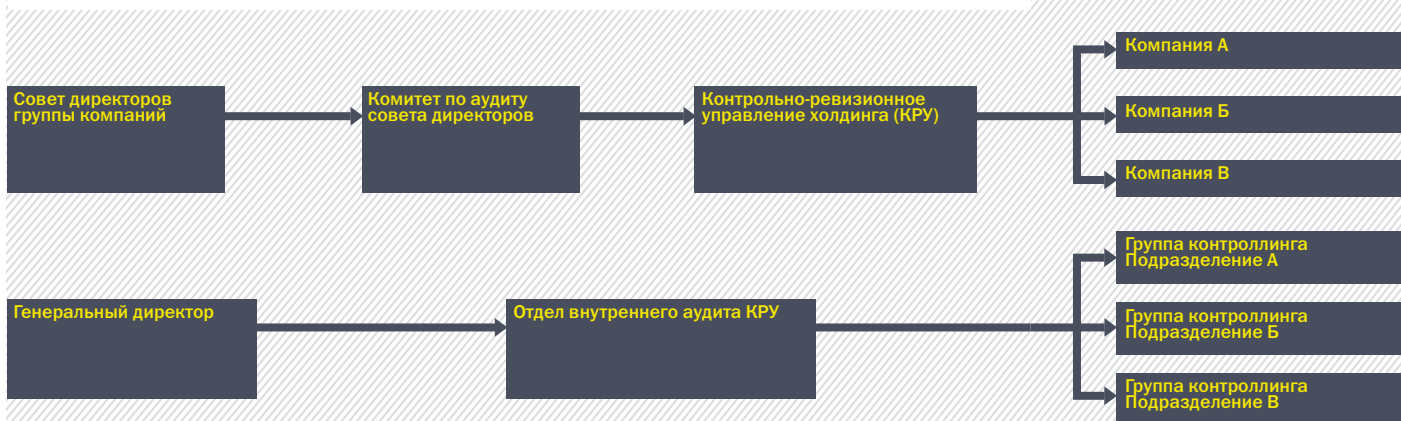 Совет директоров
группы компаний
Комитет по аудиту
совета директоров
Контрольно-ревизионное
управление холдинга (КРУ)
Компания А
Компания Б
Компания В
Генеральный директор
Отдел внутреннего аудита КРУ
Группа контроллинга
Подразделение А
Группа контроллинга
Подразделение Б
Группа контроллинга
Подразделение В